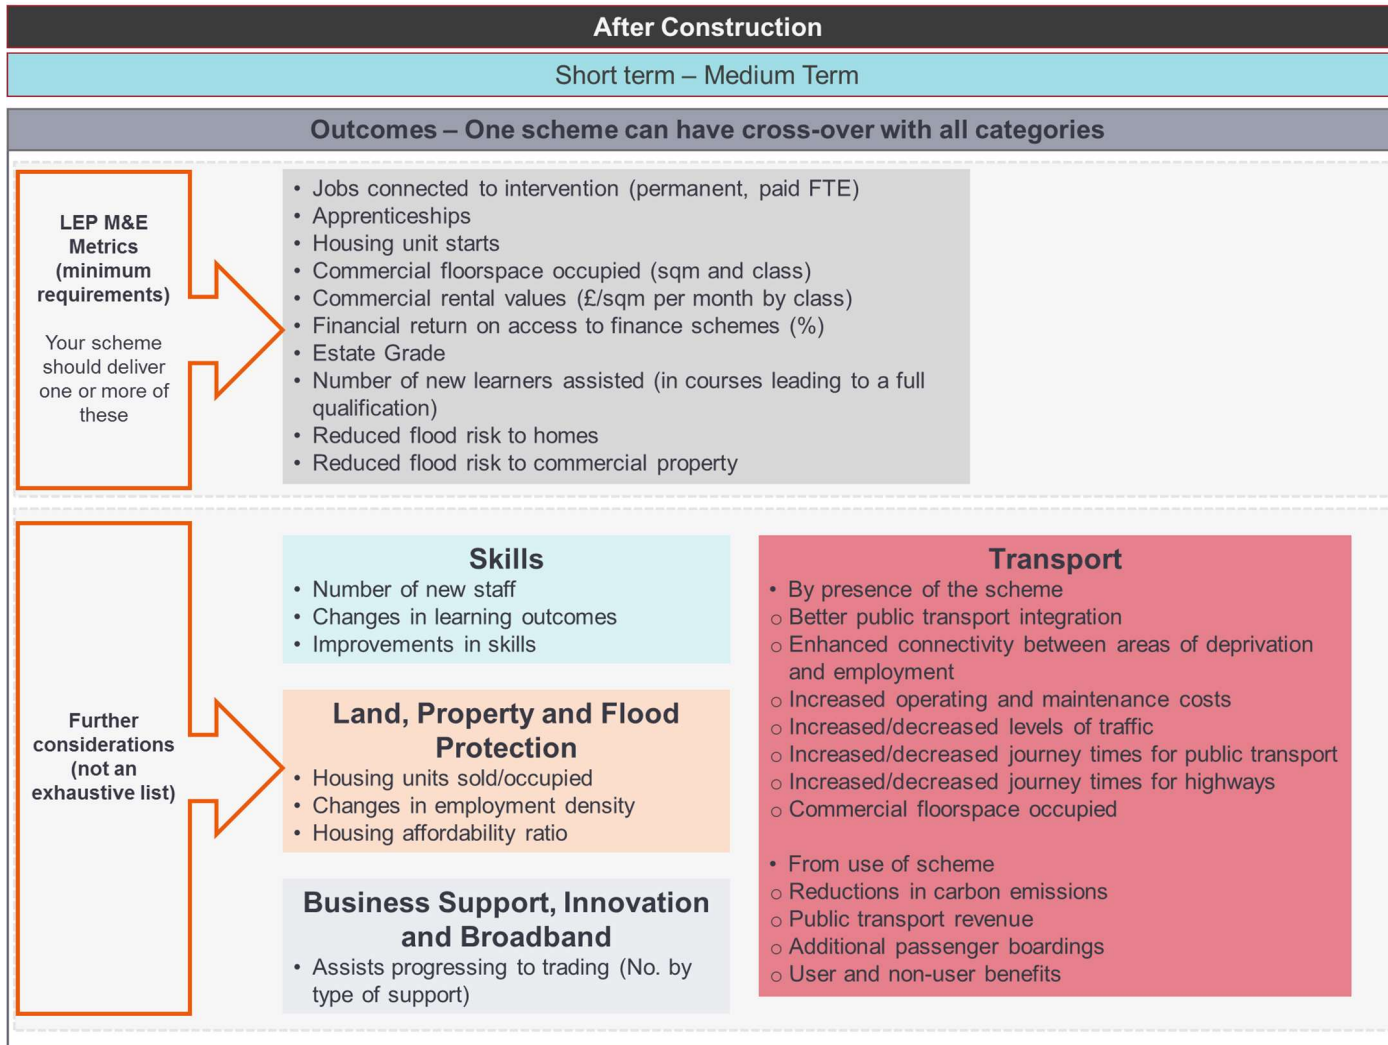 After Construction
Short term – Medium Term
Outcomes – One scheme can have cross-over with all categories
LEP M&E
Metrics
(minimum
requirements)
Your scheme
should deliver
one or more of
these
• Jobs connected to intervention (permanent, paid FTE)
• Apprenticeships
• Housing unit starts
• Commercial floorspace occupied (sqm and class)
• Commercial rental values (£/sqm per month by class)
• Financial return on access to finance schemes (%)
• Estate Grade
• Number of new learners assisted (in courses leading to a full
qualification)
• Reduced flood risk to homes
• Reduced flood risk to commercial property
Further
considerations
(not an
exhaustive list)
Skills
• Number of new staff
• Changes in learning outcomes
• Improvements in skills
Land, Property and Flood
Protection
• Housing units sold/occupied
• Changes in employment density
• Housing affordability ratio
Business Support, Innovation
and Broadband
• Assists progressing to trading (No. by
type of support)
Transport
• By presence of the scheme
o Better public transport integration
o Enhanced connectivity between areas of deprivation
and employment
o Increased operating and maintenance costs
o Increased/decreased levels of traffic
o Increased/decreased journey times for public transport
o Increased/decreased journey times for highways
o Commercial floorspace occupied
• From use of scheme
o Reductions in carbon emissions
o Public transport revenue
o Additional passenger boardings
o User and non-user benefits